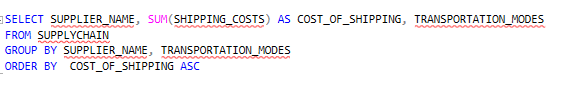 SELECT SUPPLIER_NAME, SUM(SHIPPING_COSTS) AS COST_OF_SHIPPING, TRANSPORTATION_MODES
FROM SUPPLYCHAIN
GROUP BY SUPPLIER_NAME, TRANSPORTATION_MODES
ORDER BY  COST_OF_SHIPPING ASC